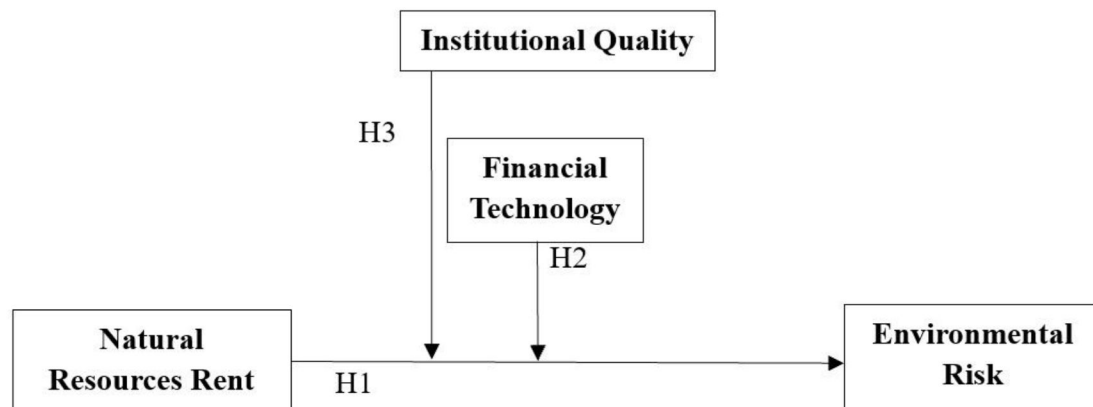 Institutional Quality
H3
Financial
Technology
H2
Natural
Resources Rent
H1
Environmental
Risk